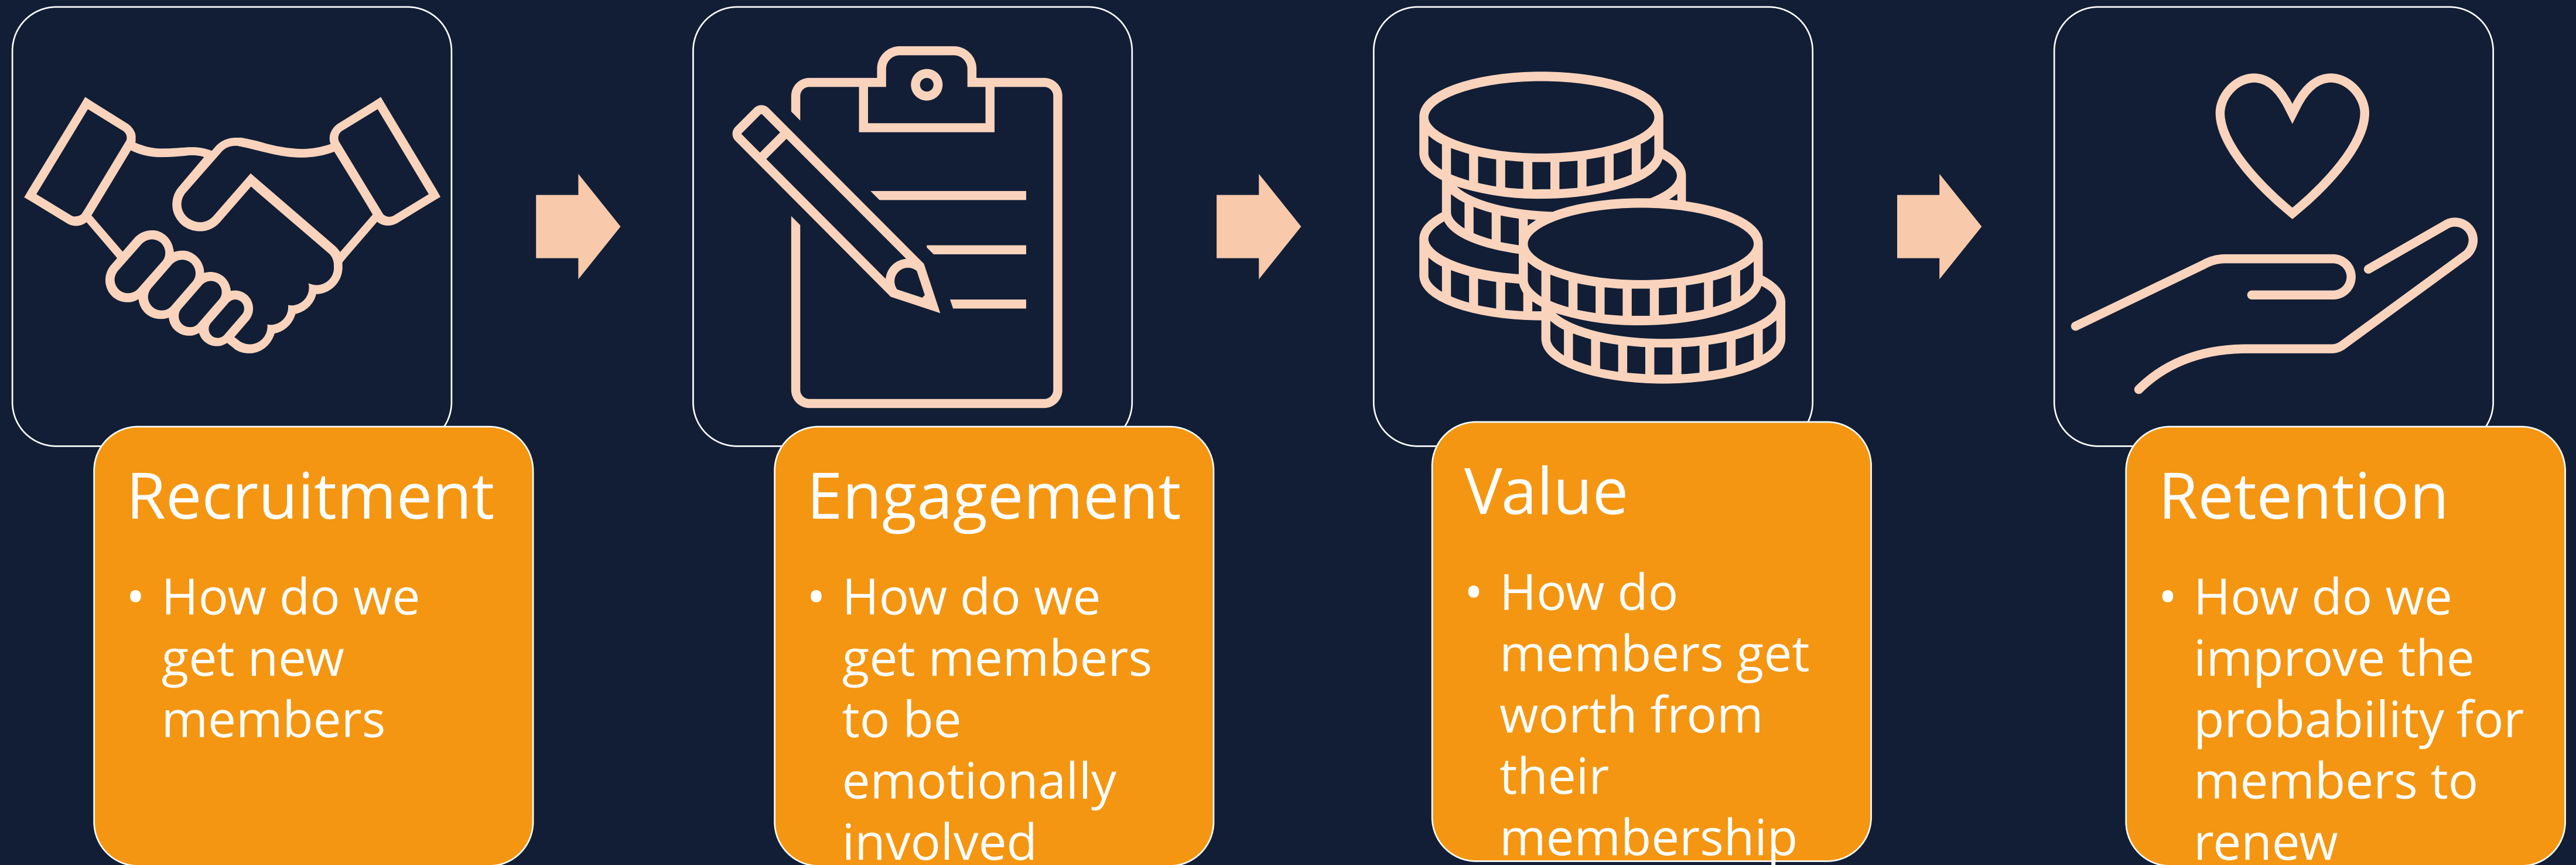 Recruitment
• How do we
get new
members
Engagement
• How do we
get members
to be
emotionally
involved
Value
• How do
members get
worth from
their
membership
Retention
• How do we
improve the
probability for
members to
renew